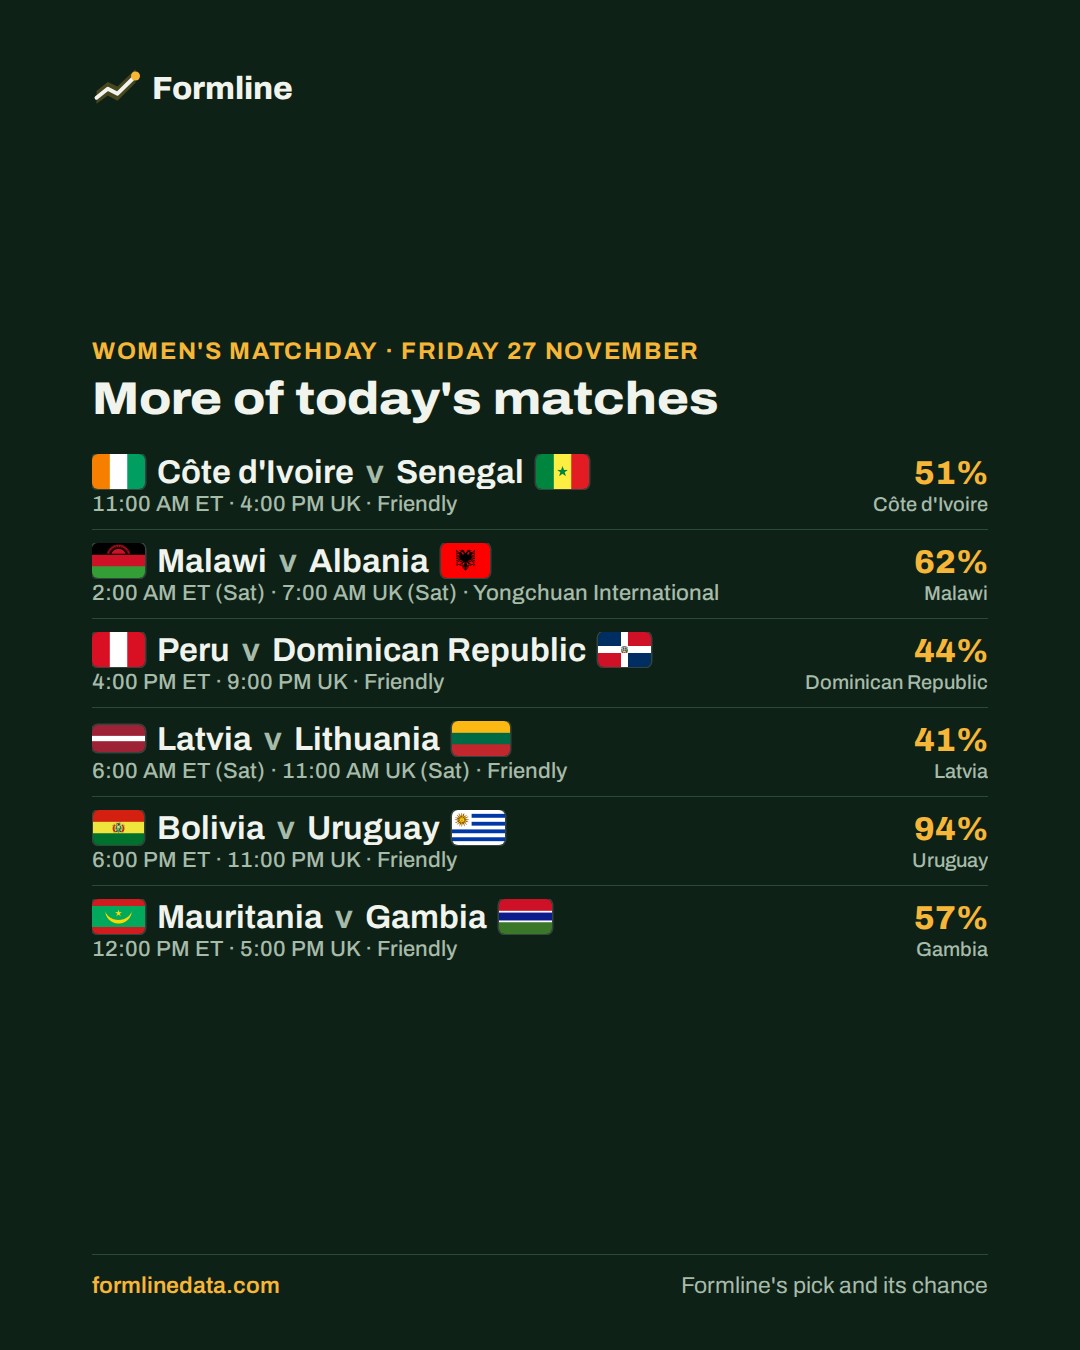 Formline
WOMEN'S MATCHDAY · FRIDAY 27 NOVEMBER
More of today's matches
Côte d'Ivoire v Senegal
51%
11:00 AM ET · 4:00 PM UK · Friendly
Côte d'Ivoire
Malawi v Albania
62%
2:00 AM ET (Sat) · 7:00 AM UK (Sat) · Yongchuan International
Malawi
Peru v Dominican Republic
44%
4:00 PM ET · 9:00 PM UK · Friendly
Dominican Republic
Latvia v Lithuania
41%
6:00 AM ET (Sat) · 11:00 AM UK (Sat) · Friendly
Latvia
Bolivia v Uruguay
94%
6:00 PM ET · 11:00 PM UK · Friendly
Uruguay
Mauritania v Gambia
57%
12:00 PM ET · 5:00 PM UK · Friendly
Gambia
formlinedata.com
Formline's pick and its chance